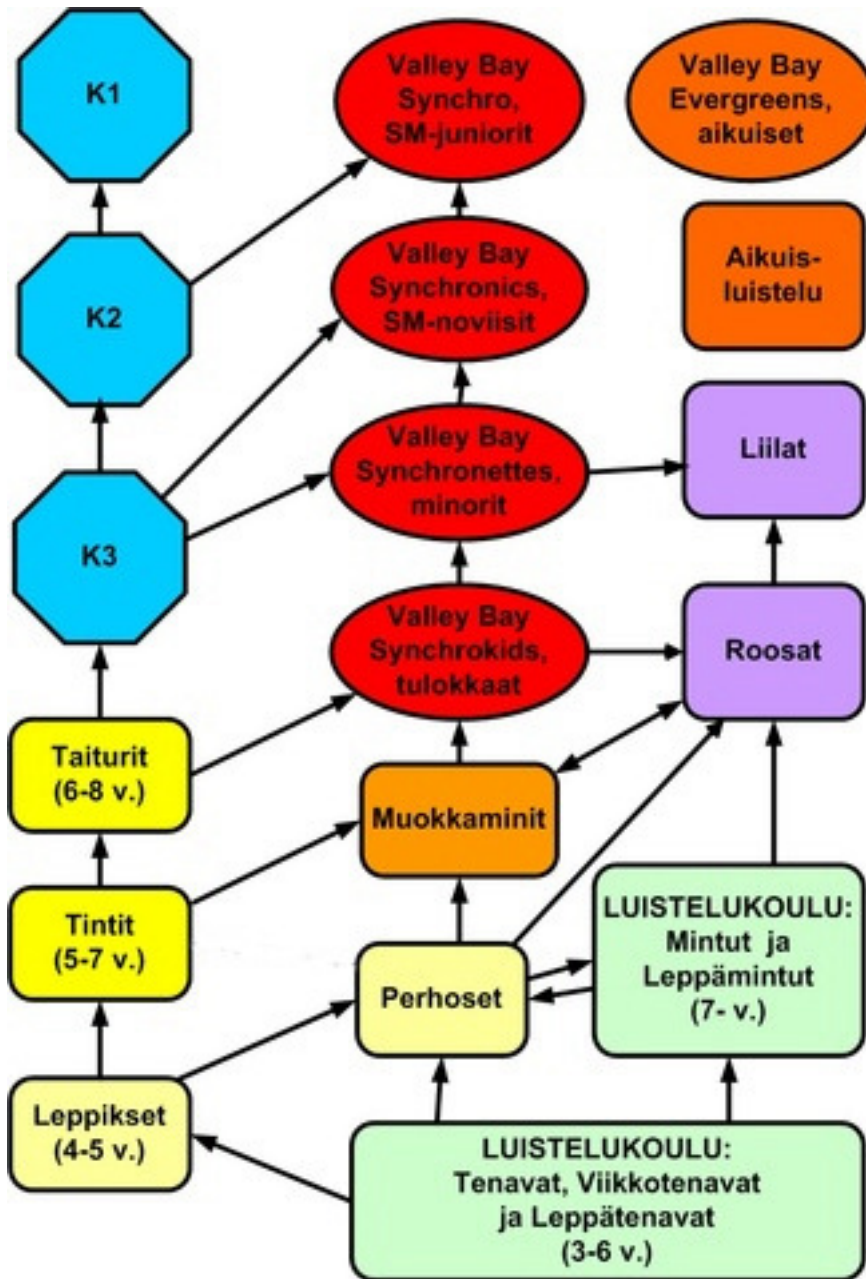 K1
Valley Bay
Synchro,
SM-juniorit
Valley Bay
Evergreens,
aikuiset
K2
Valley Bay
Synchronics,
SM-noviisit
Aikuis-
luistelu
K3
Valley Bay
Synchronettes,
minorit
Liilat
Valley Bay
Synchrokids,
tulokkaat
Roosat
Taiturit
(6-8 v.)
Muokkaminit
Tintit
(5-7 v.)
Perhoset
LUISTELUKOULU:
Mintut ja
Leppämintut
(7- v.)
Leppikset
(4-5 v.)
LUISTELUKOULU:
Tenavat, Viikkotenavat
ja Leppätenavat
(3-6 v.)